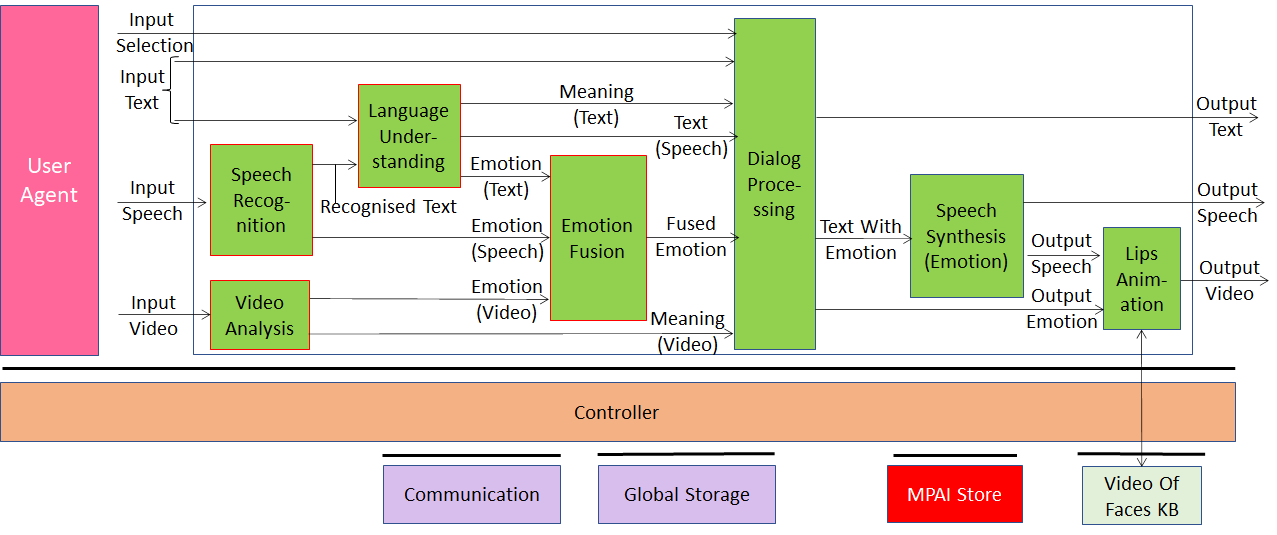 Input
Selection
Input
Text
Language
Under-
standing
Meaning
(Text)
Text
(Speech)
Dialog
Proce-
ssing
Output
Text
User
Agent
Input
Speech
Speech
Recog-
nition
Recognised Text
Emotion
(Text)
Emotion
(Speech)
Emotion
Fusion
Fused
Emotion
Text With
Emotion
Speech
Synthesis
(Emotion)
Output
Speech
Output
Speech
Lips
Anim-
ation
Output
Video
Input
Video
Video
Analysis
Emotion
(Video)
Meaning
(Video)
Output
Emotion
Controller
Communication
Global Storage
MPAI Store
Video Of
Faces KB